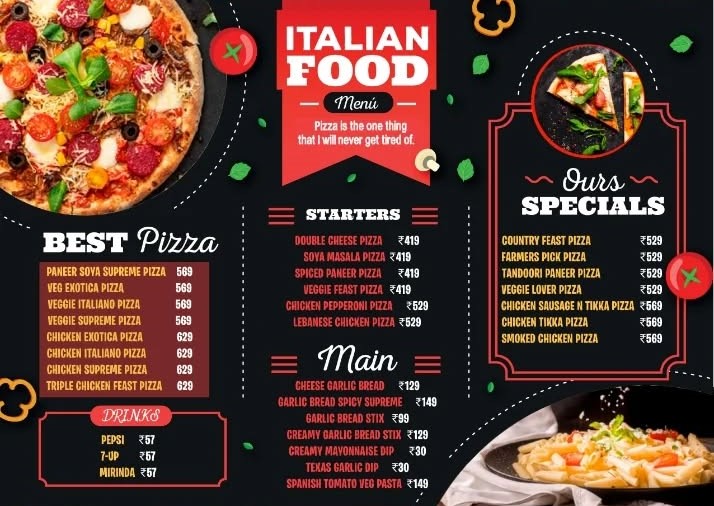 ITALIAN
FOOD
Menú
Pizza is the one thing
that I will never get tired of.
BEST Pizza
PANEER SOYA SUPREME PIZZA 569
VEG EXOTICA PIZZA 569
VEGGIE ITALIANO PIZZA 569
VEGGIE SUPREME PIZZA 569
CHICKEN EXOTICA PIZZA 629
CHICKEN ITALIANO PIZZA 629
CHICKEN SUPREME PIZZA 629
TRIPLE CHICKEN FEAST PIZZA 629
DRINKS
PEPSI ₹57
7-UP ₹57
MIRINDA ₹57
STARTERS
DOUBLE CHEESE PIZZA ₹419
SOYA MASALA PIZZA ₹419
SPICED PANEER PIZZA ₹419
VEGGIE FEAST PIZZA ₹419
CHICKEN PEPPERONI PIZZA ₹529
LEBANESE CHICKEN PIZZA ₹529
Main
CHEESE GARLIC BREAD ₹129
GARLIC BREAD SPICY SUPREME ₹149
GARLIC BREAD STIX ₹99
CREAMY GARLIC BREAD STIX ₹129
CREAMY MAYONNAISE DIP ₹30
TEXAS GARLIC DIP ₹30
SPANISH TOMATO VEG PASTA ₹149
Ours
SPECIALS
COUNTRY FEAST PIZZA ₹529
FARMERS PICK PIZZA ₹529
TANDOORI PANEER PIZZA ₹529
VEGGIE LOVER PIZZA ₹529
CHICKEN SAUSAGE N TIKKA PIZZA ₹569
CHICKEN TIKKA PIZZA ₹569
SMOKED CHICKEN PIZZA ₹569